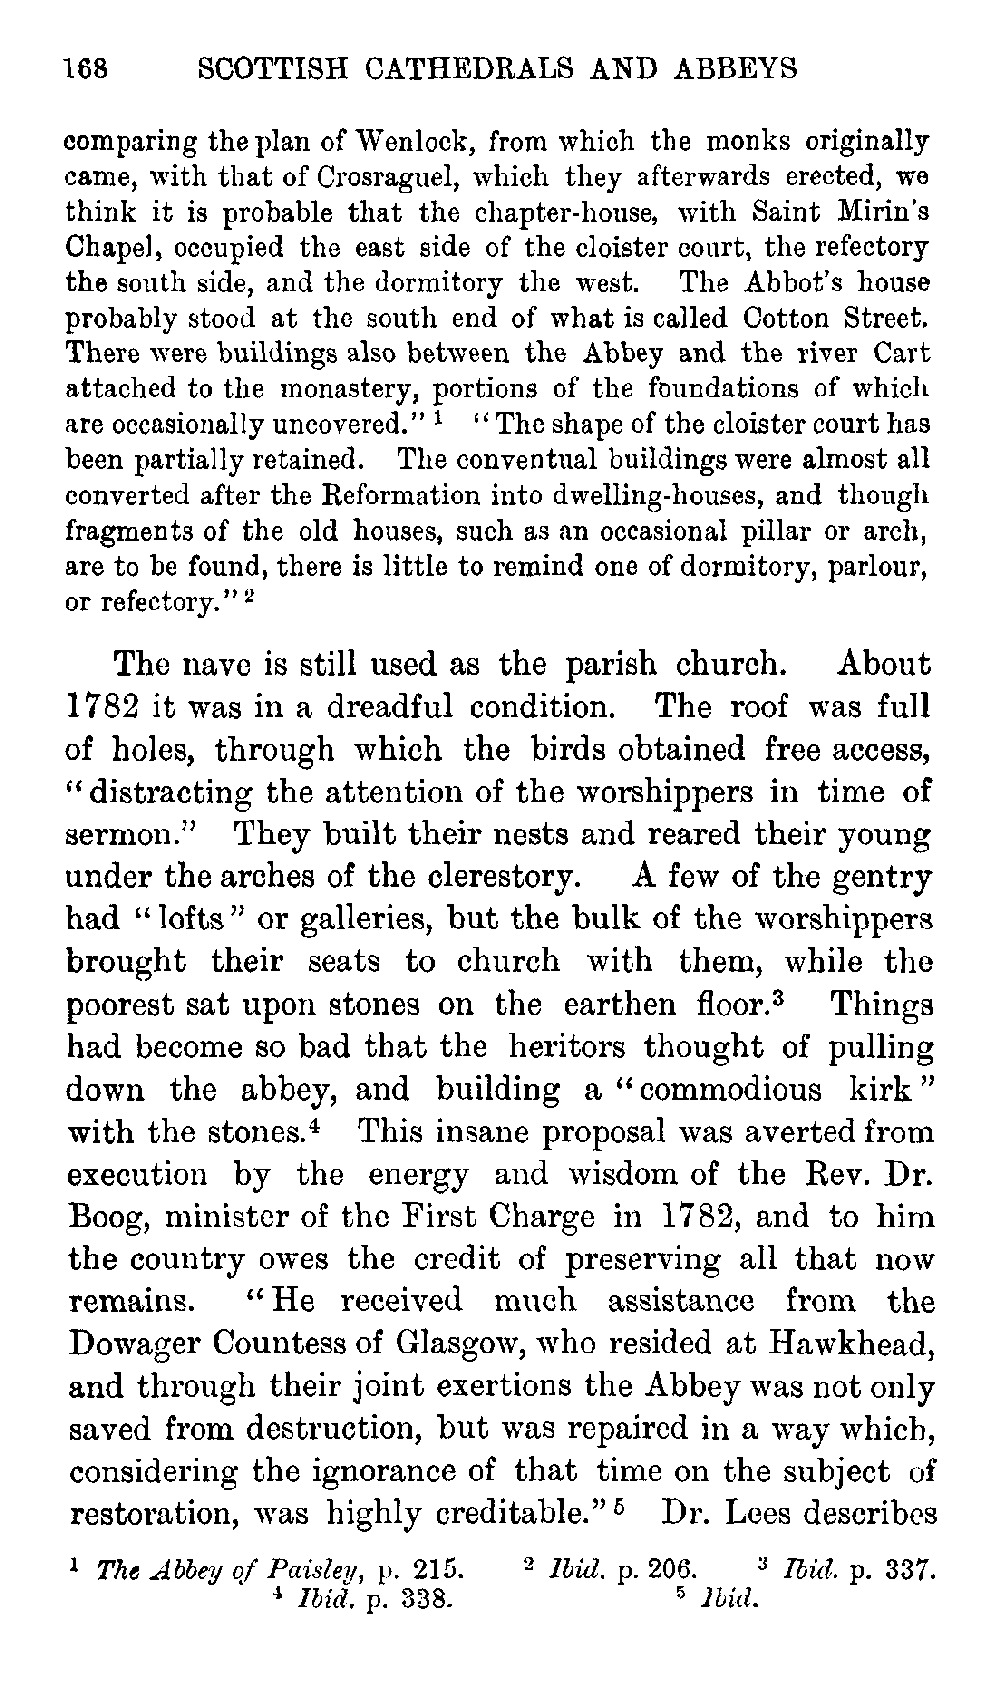 168 SCOTTISH CATHEDRALS AND ABBEYS
comparing the plan of Wenlock, from which the monks originally
came, with that of Crosraguel, which they afterwards erected, we
think it is probable that the chapter-house, with Saint Mirin's
Chapel, occupied the east side of the cloister court, the refectory
the south side, and the dormitory the west. The Abbot's house
probably stood at the south end of what is called Cotton Street.
There were buildings also between the Abbey and the river Cart
attached to the monastery, portions of the foundations of which
are occasionally uncovered." ¹ "The shape of the cloister court has
been partially retained. The conventual buildings were almost all
converted after the Reformation into dwelling-houses, and though
fragments of the old houses, such as an occasional pillar or arch,
are to be found, there is little to remind one of dormitory, parlour,
or refectory." ²
The nave is still used as the parish church. About
1782 it was in a dreadful condition. The roof was full
of holes, through which the birds obtained free access,
"distracting the attention of the worshippers in time of
sermon." They built their nests and reared their young
under the arches of the clerestory. A few of the gentry
had "lofts" or galleries, but the bulk of the worshippers
brought their seats to church with them, while the
poorest sat upon stones on the earthen floor.³ Things
had become so bad that the heritors thought of pulling
down the abbey, and building a "commodious kirk"
with the stones.⁴ This insane proposal was averted from
execution by the energy and wisdom of the Rev. Dr.
Boog, minister of the First Charge in 1782, and to him
the country owes the credit of preserving all that now
remains. "He received much assistance from the
Dowager Countess of Glasgow, who resided at Hawkhead,
and through their joint exertions the Abbey was not only
saved from destruction, but was repaired in a way which,
considering the ignorance of that time on the subject of
restoration, was highly creditable." ⁵ Dr. Lees describes
¹ The Abbey of Paisley, p. 215. ² Ibid. p. 206. ³ Ibid. p. 337.
⁴ Ibid. p. 338. ⁵ Ibid.